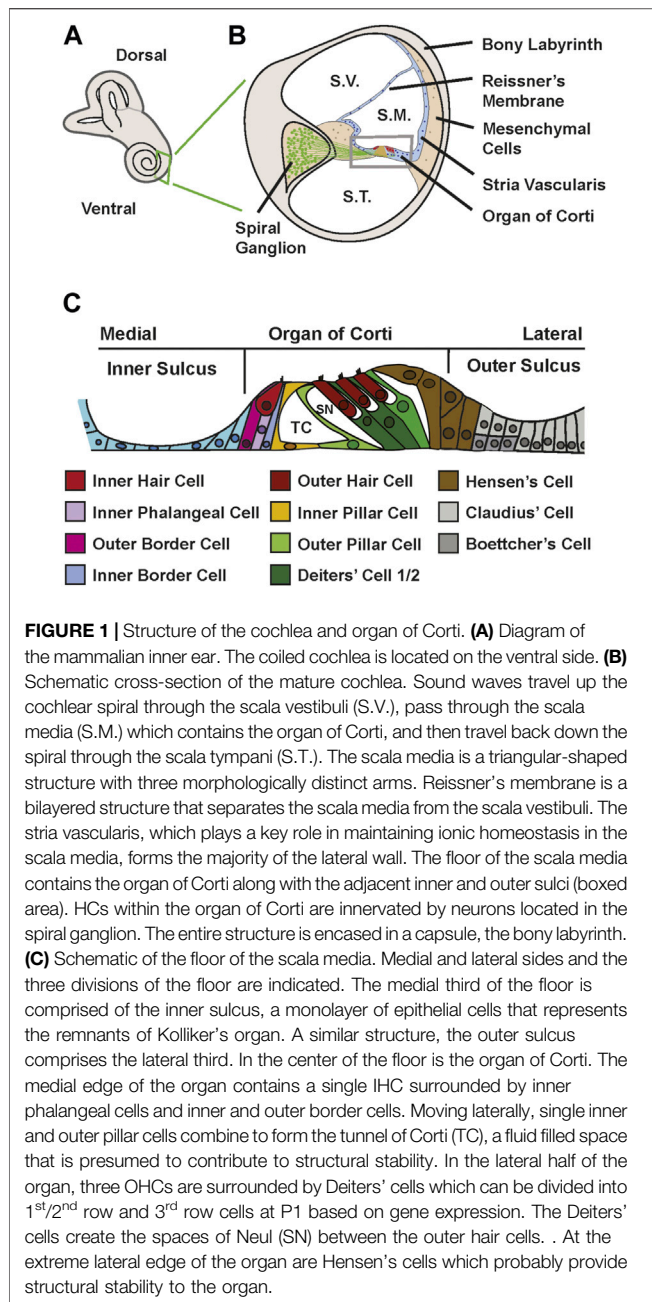 A
B
Dorsal
Ventral
S.V.
S.M.
S.T.
Spiral
Ganglion
Bony Labyrinth
Reissner's
Membrane
Mesenchymal
Cells
Stria Vascularis
Organ of Corti
C
Medial Organ of Corti Lateral
Inner Sulcus Outer Sulcus
TC
SN
Inner Hair Cell Outer Hair Cell Hensen's Cell
Inner Phalangeal Cell Inner Pillar Cell Claudius' Cell
Outer Border Cell Outer Pillar Cell Boettcher's Cell
Inner Border Cell Deiters' Cell 1/2
FIGURE 1 | Structure of the cochlea and organ of Corti. (A) Diagram of
the mammalian inner ear. The coiled cochlea is located on the ventral side. (B)
Schematic cross-section of the mature cochlea. Sound waves travel up the
cochlear spiral through the scala vestibuli (S.V.), pass through the scala
media (S.M.) which contains the organ of Corti, and then travel back down the
spiral through the scala tympani (S.T.). The scala media is a triangular-shaped
structure with three morphologically distinct arms. Reissner's membrane is a
bilayered structure that separates the scala media from the scala vestibuli. The
stria vascularis, which plays a key role in maintaining ionic homeostasis in the
scala media, forms the majority of the lateral wall. The floor of the scala media
contains the organ of Corti along with the adjacent inner and outer sulci (boxed
area). HCs within the organ of Corti are innervated by neurons located in the
spiral ganglion. The entire structure is encased in a capsule, the bony labyrinth.
(C) Schematic of the floor of the scala media. Medial and lateral sides and the
three divisions of the floor are indicated. The medial third of the floor is
comprised of the inner sulcus, a monolayer of epithelial cells that represents
the remnants of Kolliker's organ. A similar structure, the outer sulcus
comprises the lateral third. In the center of the floor is the organ of Corti. The
medial edge of the organ contains a single IHC surrounded by inner
phalangeal cells and inner and outer border cells. Moving laterally, single inner
and outer pillar cells combine to form the tunnel of Corti (TC), a fluid filled space
that is presumed to contribute to structural stability. In the lateral half of the
organ, three OHCs are surrounded by Deiters' cells which can be divided into
1st/2nd row and 3rd row cells at P1 based on gene expression. The Deiters'
cells create the spaces of Neul (SN) between the outer hair cells. . At the
extreme lateral edge of the organ are Hensen's cells which probably provide
structural stability to the organ.